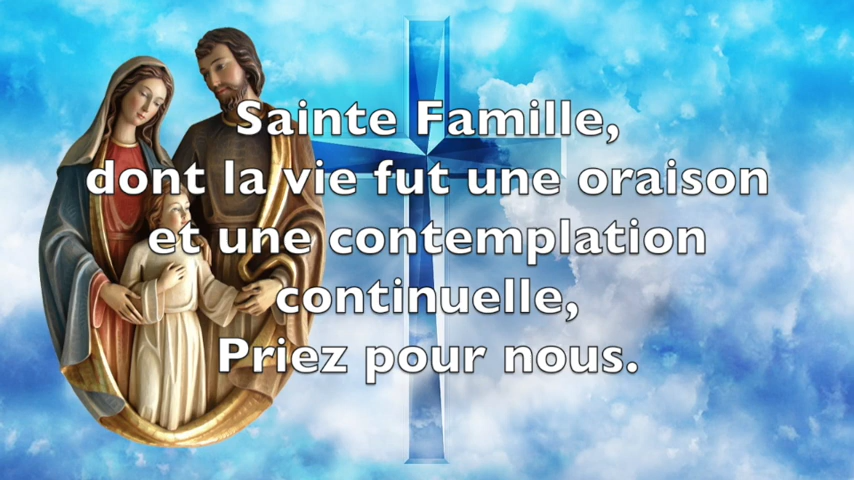 Sainte Famille,
dont la vie fut une oraison
et une contemplation
continuelle,
Priez pour nous.